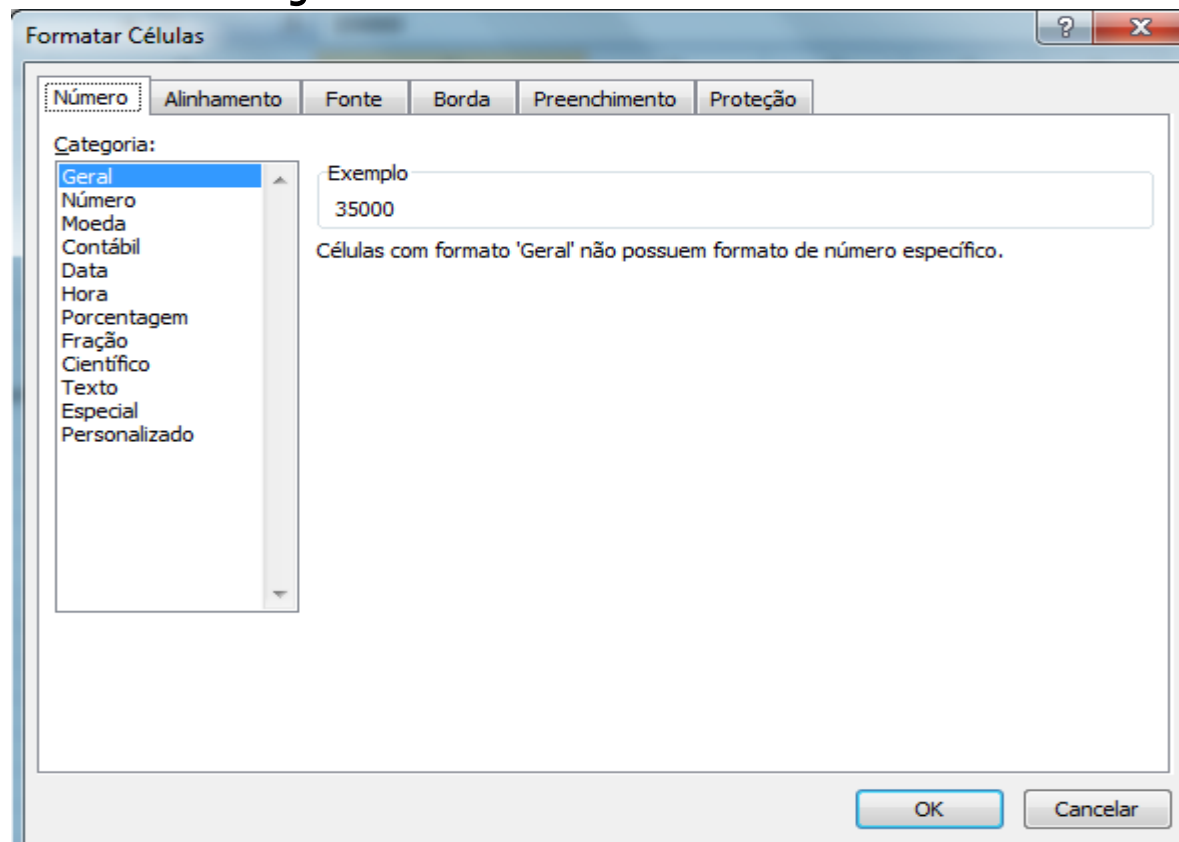 Formatar Células
Número Alinhamento Fonte Borda Preenchimento Proteção
Categoria:
Geral
Número
Moeda
Contábil
Data
Hora
Porcentagem
Fração
Científico
Texto
Especial
Personalizado
Exemplo
35000
Células com formato 'Geral' não possuem formato de número específico.
OK Cancelar